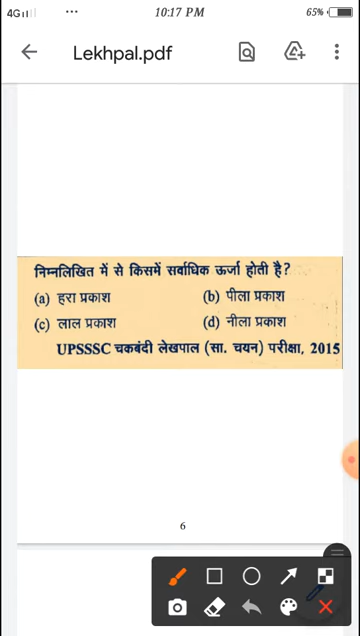 4G 10:17 PM 65%
Lekhpal.pdf
निम्नलिखित में से किसमें सर्वाधिक ऊर्जा होती है?
(a) हरा प्रकाश (b) पीला प्रकाश
(c) लाल प्रकाश (d) नीला प्रकाश
UPSSSC चकबंदी लेखपाल (सा. चयन) परीक्षा, 2015
6